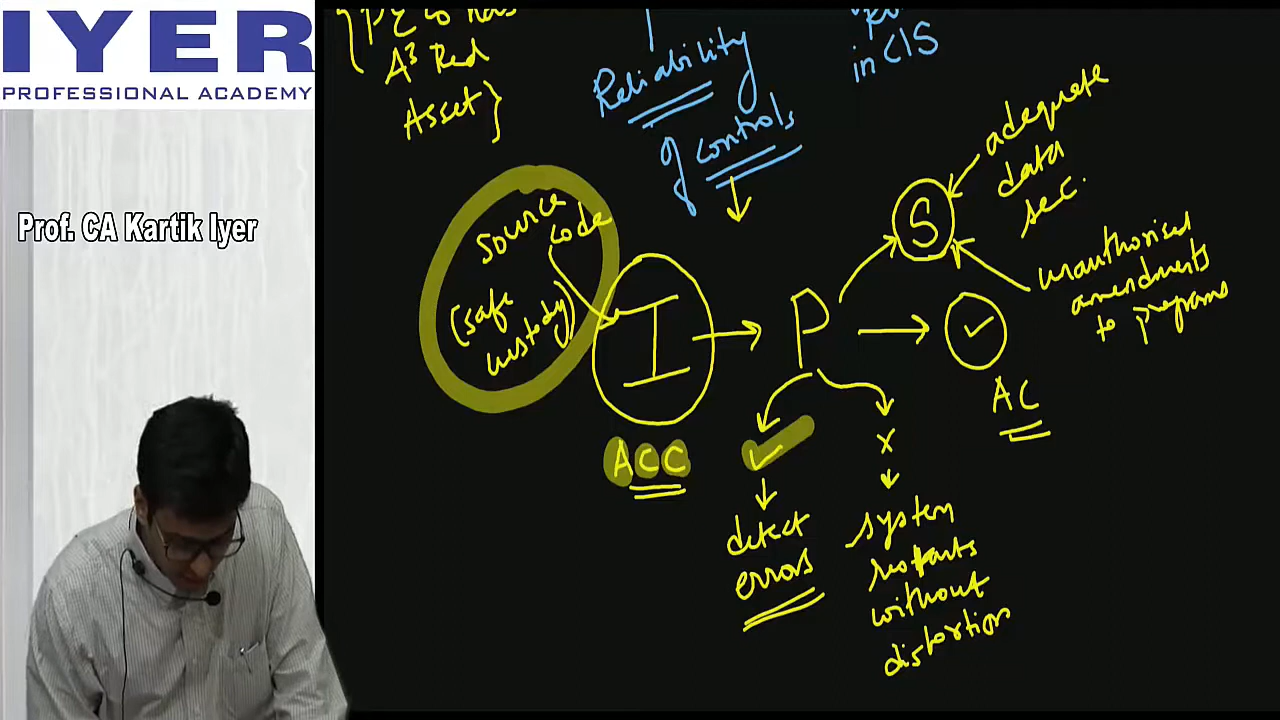 IYER
PROFESSIONAL ACADEMY
Prof. CA Kartik Iyer
A³ Red
Asset}
Reliability
of controls
in CIS
adequate
data
sec.
unauthorised
amendments
to programs
source
code
(safe
custody)
I
P
S
AC
ACC
detect
errors
x
system
restarts
without
distortion